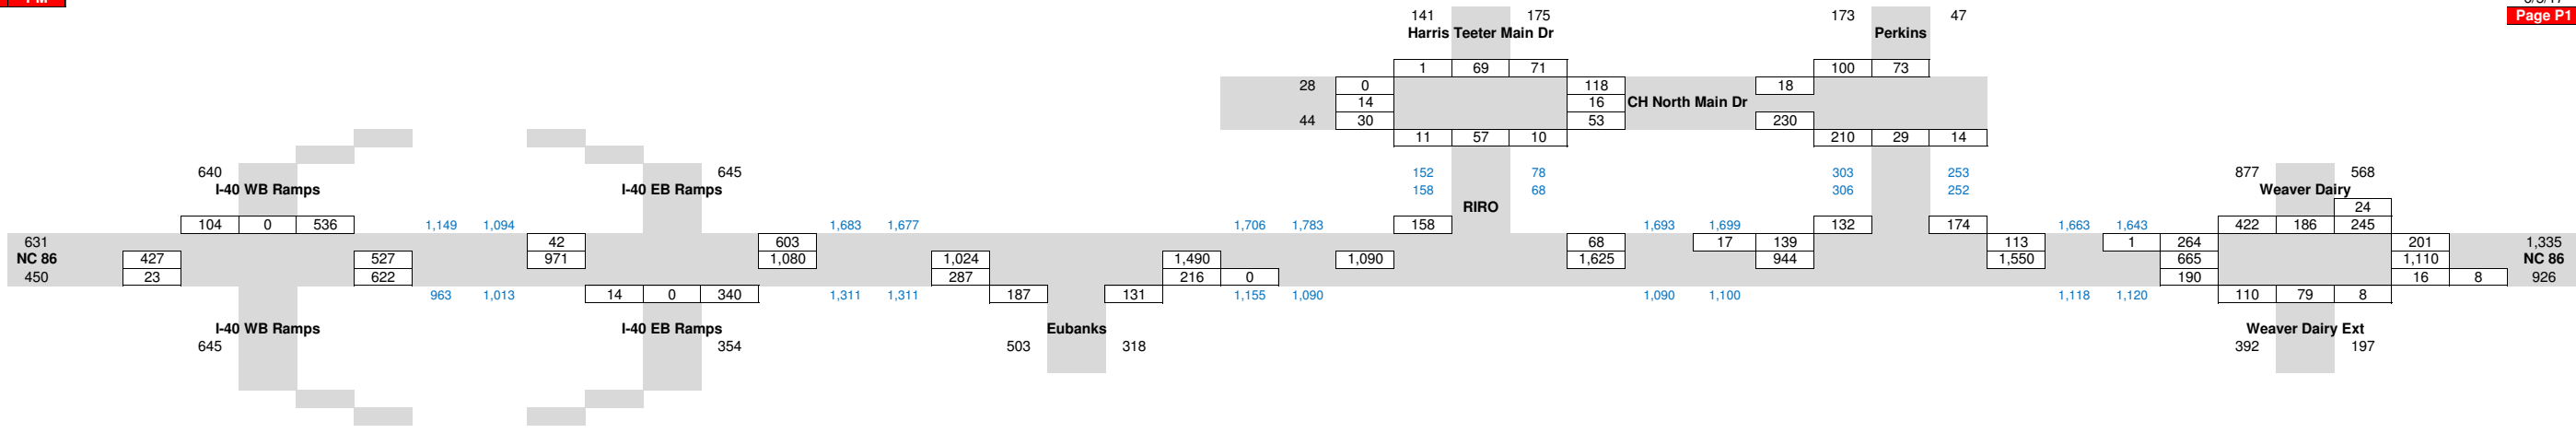 PM
Page P1
141 175 173 47
Harris Teeter Main Dr Perkins
1 69 71 100 73
28 0 118 18
14 16 CH North Main Dr
44 30 53 230
11 57 10 210 29 14
640 645 152 78 303 253 877 568
I-40 WB Ramps I-40 EB Ramps 158 68 306 252 Weaver Dairy
RIRO 24
104 0 536 1,149 1,094 1,683 1,677 1,706 1,783 158 1,693 1,699 132 174 1,663 1,643 422 186 245
631 42 603 68 17 139 113 1 264 201 1,335
NC 86 427 527 971 1,080 1,024 1,490 1,090 1,625 944 1,550 665 1,110 NC 86
450 23 622 287 216 0 190 16 8 926
963 1,013 14 0 340 1,311 1,311 187 131 1,155 1,090 1,090 1,100 1,118 1,120 110 79 8
I-40 WB Ramps I-40 EB Ramps Eubanks Weaver Dairy Ext
645 354 503 318 392 197